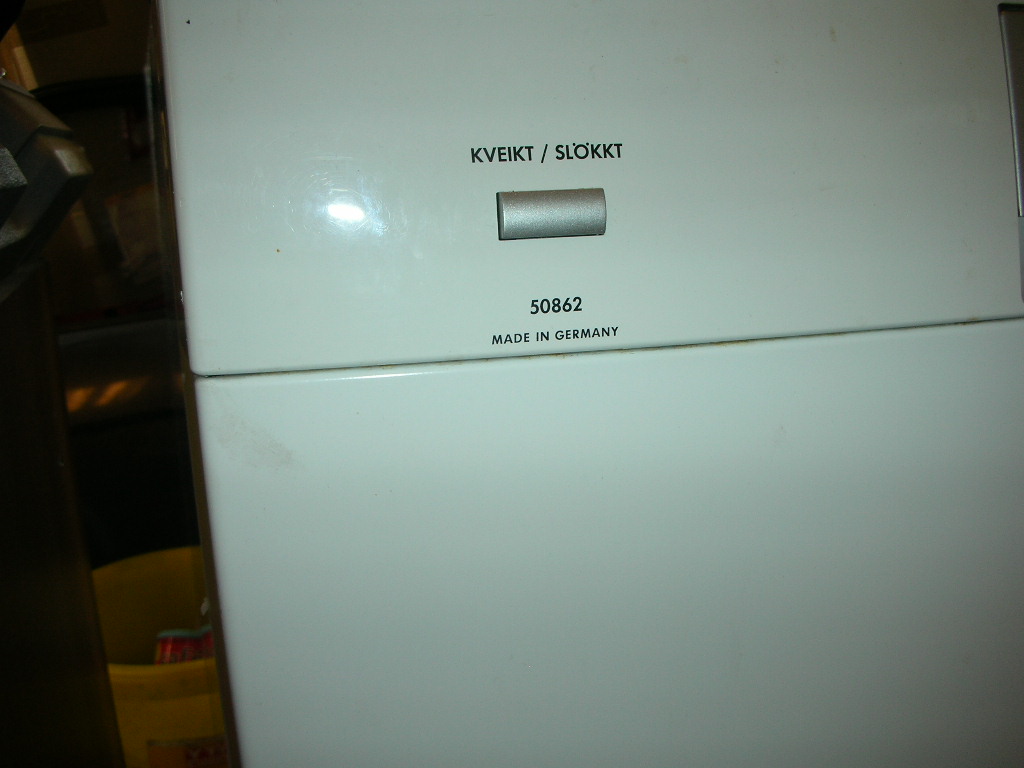 KVEIKT / SLÖKKT
50862
MADE IN GERMANY